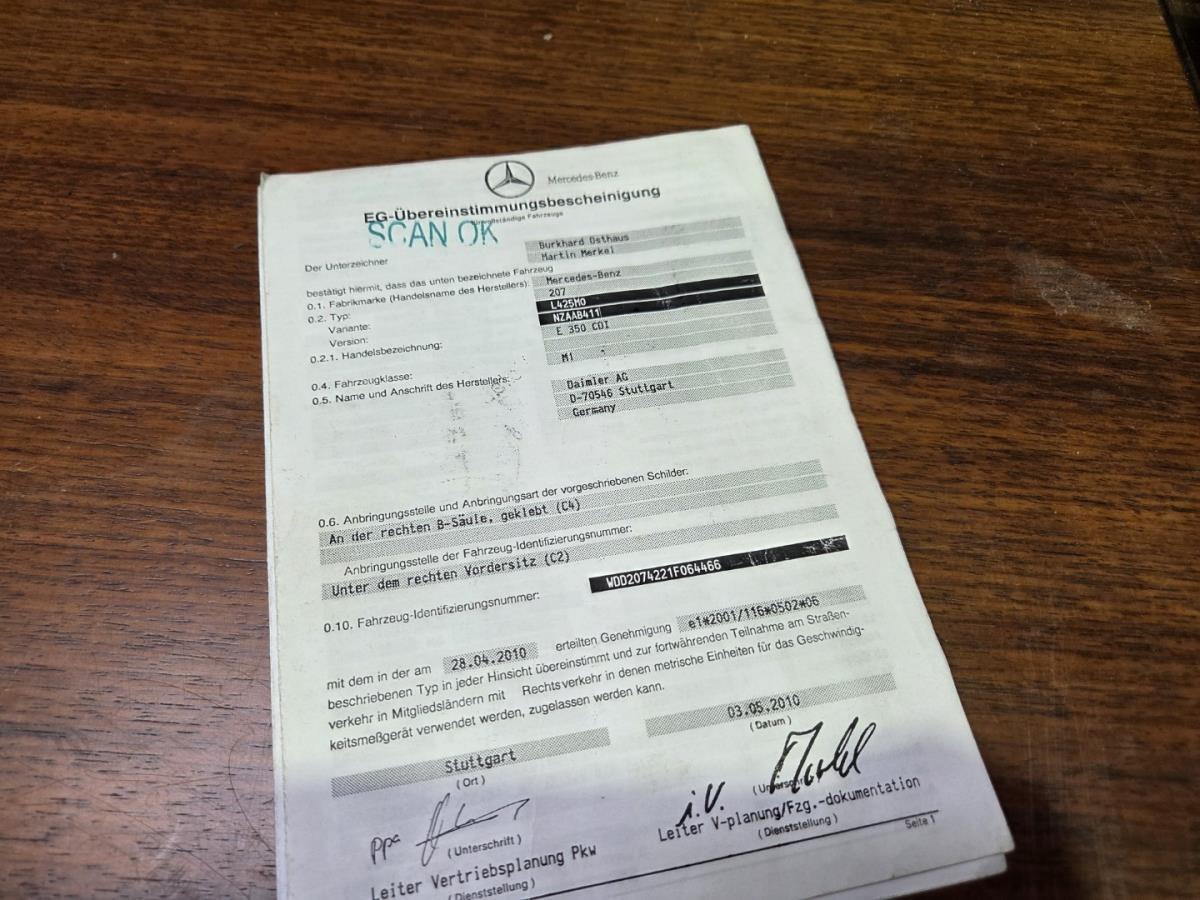 Mercedes-Benz
EG-Übereinstimmungsbescheinigung
für vollständige Fahrzeuge
SCAN OK
Der Unterzeichner
Burkhard Osthaus
Martin Merkel
bestätigt hiermit, dass das unten bezeichnete Fahrzeug
0.1. Fabrikmarke (Handelsname des Herstellers): Mercedes-Benz
0.2. Typ: 207
Variante: L425M0
Version: NZAAB411
0.2.1. Handelsbezeichnung: E 350 CDI
0.4. Fahrzeugklasse: M1
0.5. Name und Anschrift des Herstellers: Daimler AG
D-70546 Stuttgart
Germany
0.6. Anbringungsstelle und Anbringungsart der vorgeschriebenen Schilder:
An der rechten B-Säule, geklebt (C4)
Anbringungsstelle der Fahrzeug-Identifizierungsnummer:
Unter dem rechten Vordersitz (C2)
0.10. Fahrzeug-Identifizierungsnummer: WDD2074221F064466
mit dem in der am 28.04.2010 erteilten Genehmigung e1*2001/116*0502*06
beschriebenen Typ in jeder Hinsicht übereinstimmt und zur fortwährenden Teilnahme am Straßen-
verkehr in Mitgliedsländern mit Rechtsverkehr in denen metrische Einheiten für das Geschwindig-
keitsmeßgerät verwendet werden, zugelassen werden kann.
Stuttgart
(Ort)
03.05.2010
(Datum)
ppa
(Unterschrift)
Leiter Vertriebsplanung Pkw
(Dienststellung)
i.V.
(Unterschr
Leiter V-planung/Fzg.-dokumentation
(Dienststellung)
Seite 1